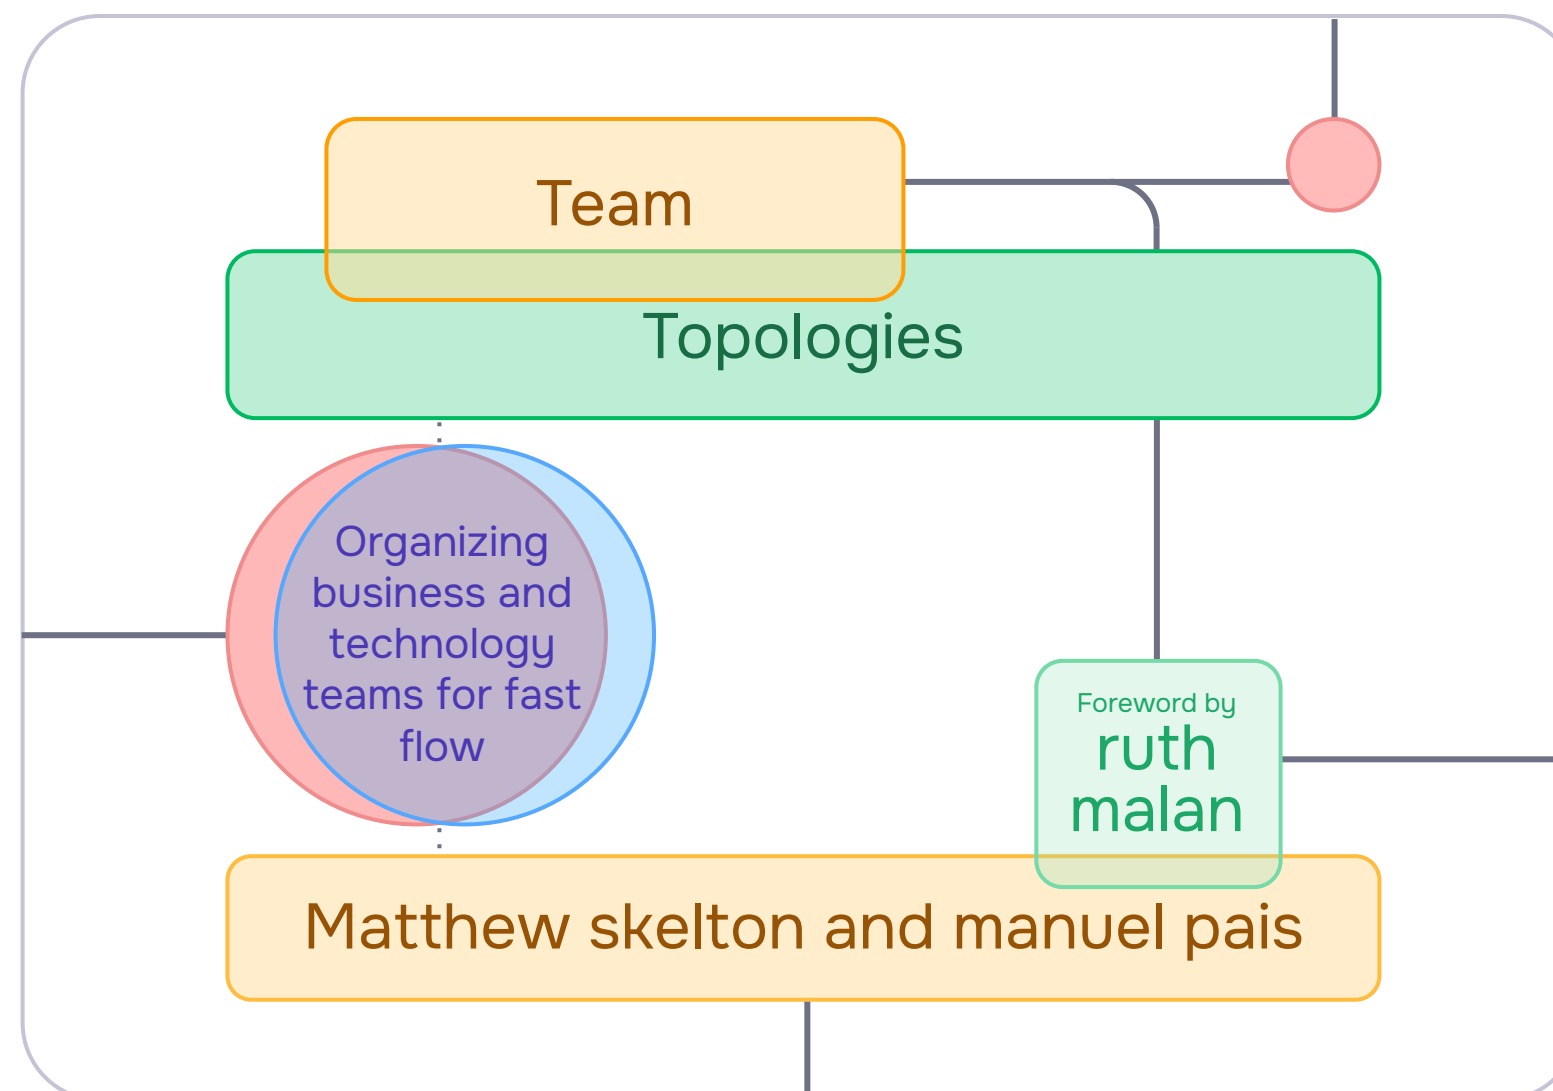 Team
Topologies
Organizing
business and
technology
teams for fast
flow
Foreword by
ruth
malan
Matthew skelton and manuel pais